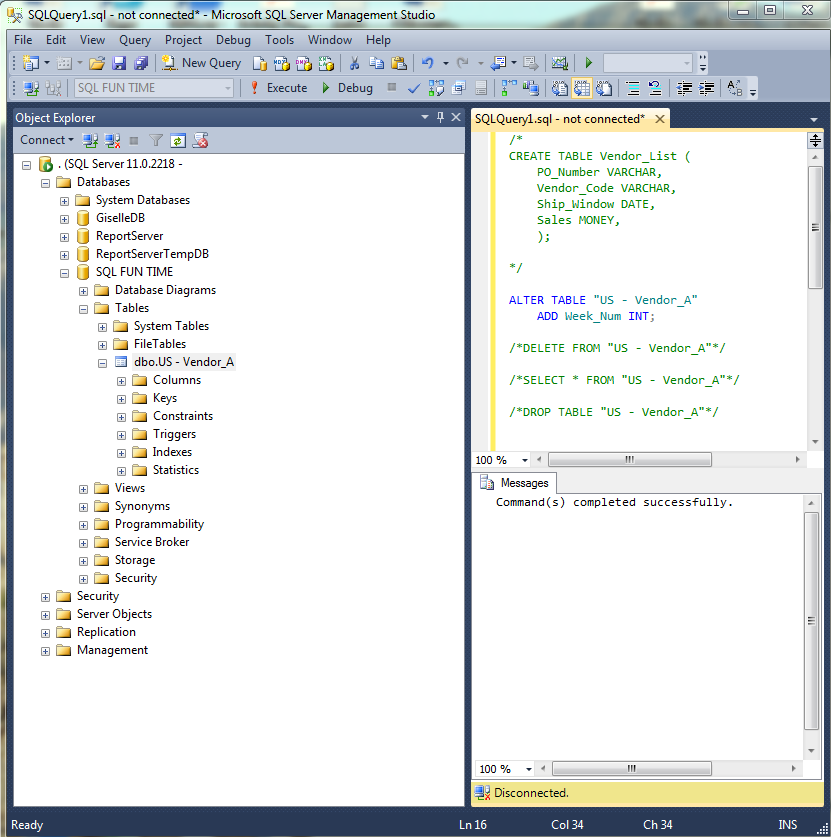 SQLQuery1.sql - not connected* - Microsoft SQL Server Management Studio
File Edit View Query Project Debug Tools Window Help
New Query
SQL FUN TIME Execute Debug
Object Explorer
Connect
. (SQL Server 11.0.2218 -
Databases
System Databases
GiselleDB
ReportServer
ReportServerTempDB
SQL FUN TIME
Database Diagrams
Tables
System Tables
FileTables
dbo.US - Vendor_A
Columns
Keys
Constraints
Triggers
Indexes
Statistics
Views
Synonyms
Programmability
Service Broker
Storage
Security
Security
Server Objects
Replication
Management
SQLQuery1.sql - not connected*
/*
CREATE TABLE Vendor_List (
PO_Number VARCHAR,
Vendor_Code VARCHAR,
Ship_Window DATE,
Sales MONEY,
);
*/
ALTER TABLE "US - Vendor_A"
ADD Week_Num INT;
/*DELETE FROM "US - Vendor_A"*/
/*SELECT * FROM "US - Vendor_A"*/
/*DROP TABLE "US - Vendor_A"*/
100 %
Messages
Command(s) completed successfully.
100 %
Disconnected.
Ready Ln 16 Col 34 Ch 34 INS